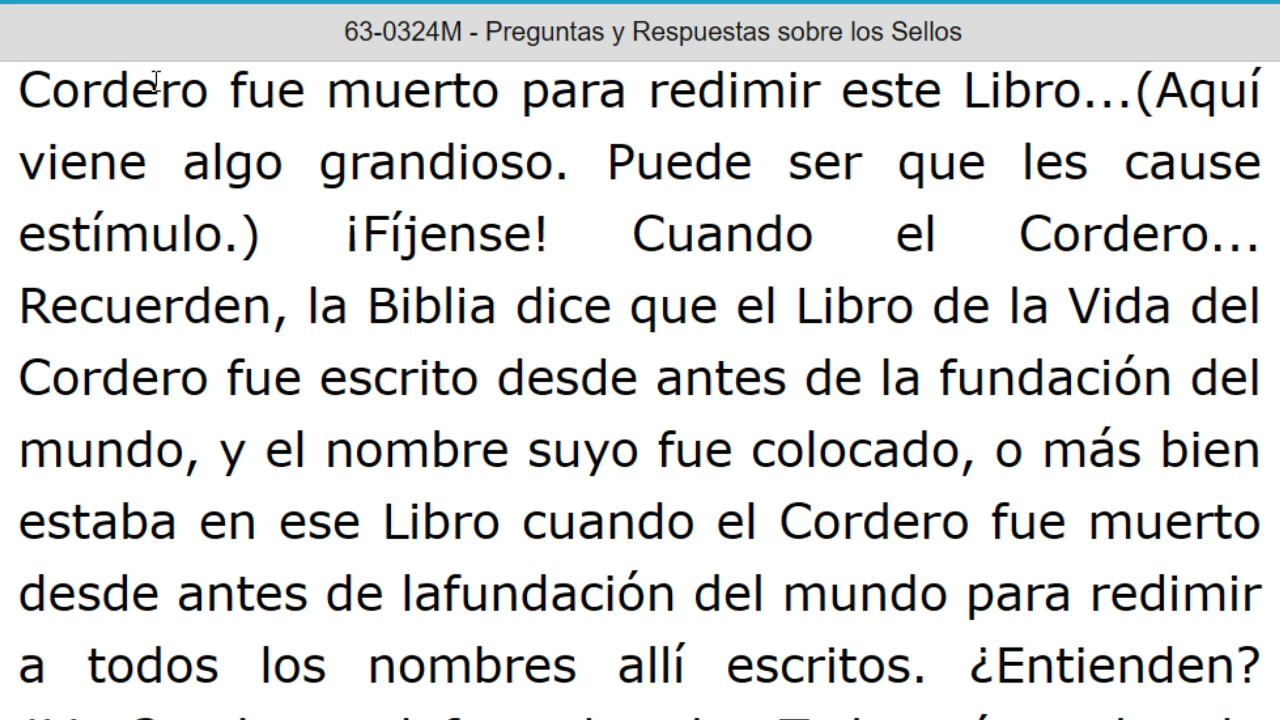 63-0324M - Preguntas y Respuestas sobre los Sellos
Cordero fue muerto para redimir este Libro...(Aquí
viene algo grandioso. Puede ser que les cause
estímulo.) ¡Fíjense! Cuando el Cordero...
Recuerden, la Biblia dice que el Libro de la Vida del
Cordero fue escrito desde antes de la fundación del
mundo, y el nombre suyo fue colocado, o más bien
estaba en ese Libro cuando el Cordero fue muerto
desde antes de lafundación del mundo para redimir
a todos los nombres allí escritos. ¿Entienden?